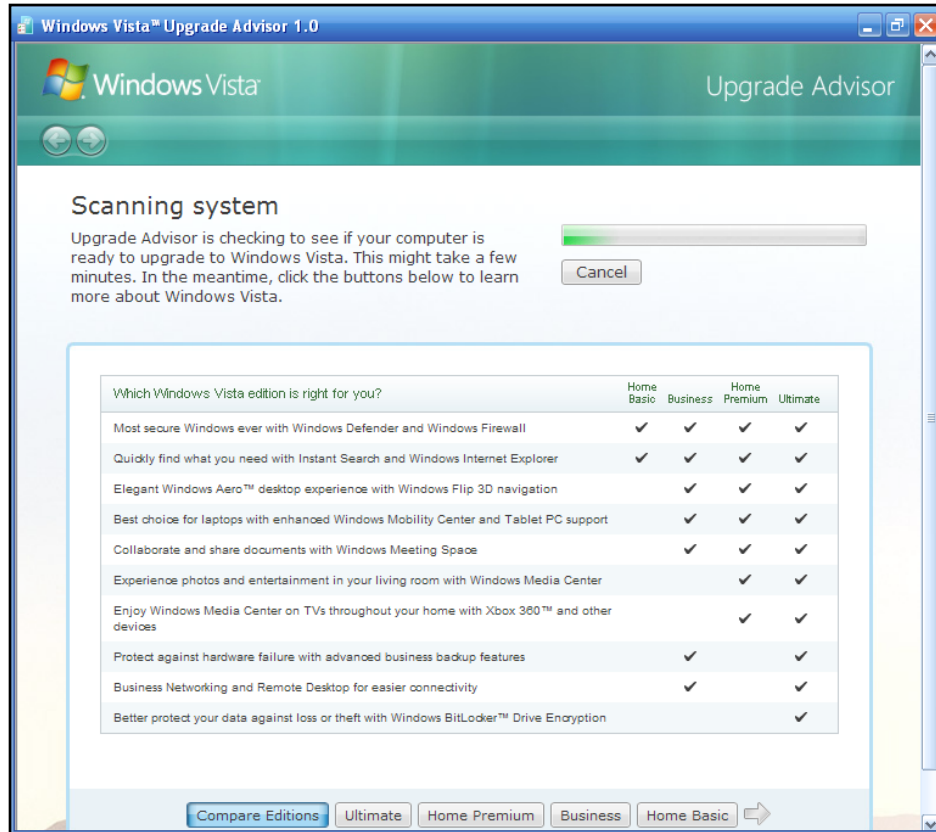 Windows Vista™ Upgrade Advisor 1.0
Windows Vista™
Upgrade Advisor
Scanning system
Upgrade Advisor is checking to see if your computer is
ready to upgrade to Windows Vista. This might take a few
minutes. In the meantime, click the buttons below to learn
more about Windows Vista.
Cancel
Which Windows Vista edition is right for you?
Home Basic Business Home Premium Ultimate
Most secure Windows ever with Windows Defender and Windows Firewall ✔ ✔ ✔ ✔
Quickly find what you need with Instant Search and Windows Internet Explorer ✔ ✔ ✔ ✔
Elegant Windows Aero™ desktop experience with Windows Flip 3D navigation ✔ ✔ ✔
Best choice for laptops with enhanced Windows Mobility Center and Tablet PC support ✔ ✔ ✔
Collaborate and share documents with Windows Meeting Space ✔ ✔ ✔
Experience photos and entertainment in your living room with Windows Media Center ✔ ✔
Enjoy Windows Media Center on TVs throughout your home with Xbox 360™ and other
devices ✔ ✔
Protect against hardware failure with advanced business backup features ✔ ✔
Business Networking and Remote Desktop for easier connectivity ✔ ✔
Better protect your data against loss or theft with Windows BitLocker™ Drive Encryption ✔
Compare Editions Ultimate Home Premium Business Home Basic